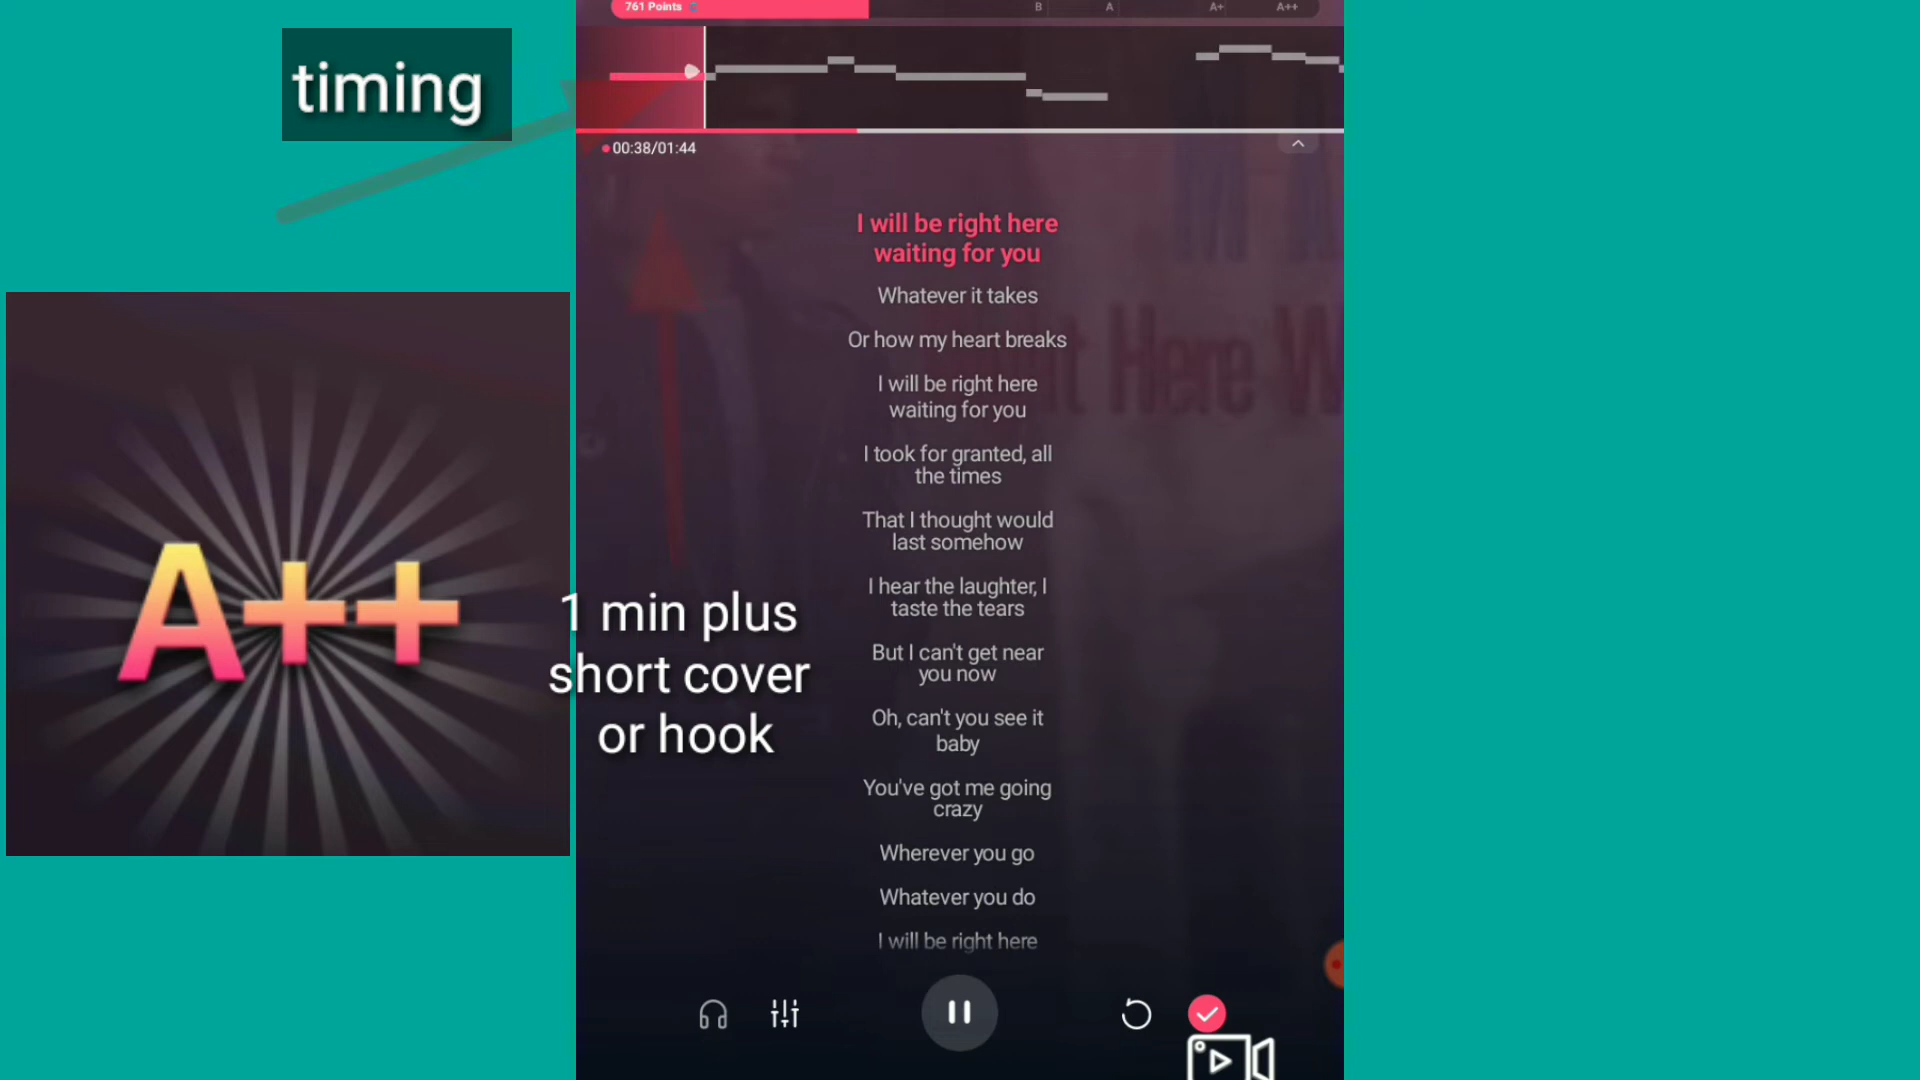 761 Points
B A A+ A++
timing
00:38/01:44
I will be right here
waiting for you
Whatever it takes
Or how my heart breaks
I will be right here
waiting for you
I took for granted, all
the times
That I thought would
last somehow
I hear the laughter, I
taste the tears
But I can't get near
you now
Oh, can't you see it
baby
You've got me going
crazy
Wherever you go
Whatever you do
I will be right here
A++
1 min plus
short cover
or hook
Here W